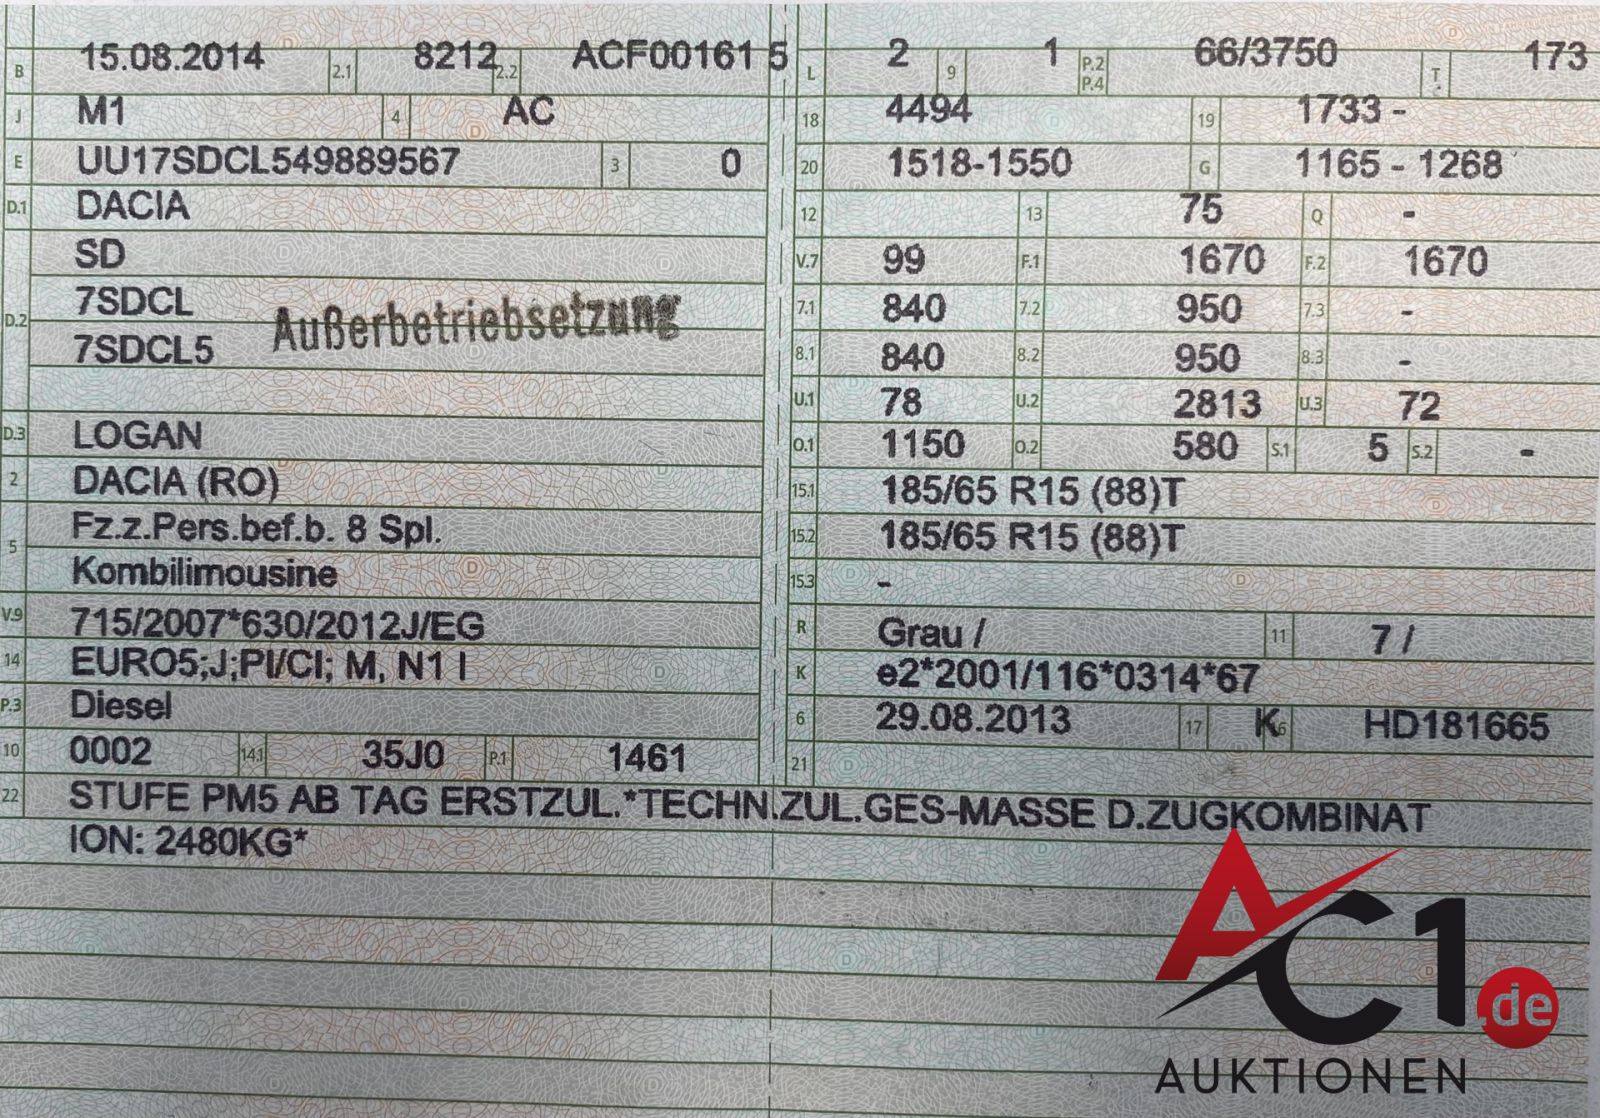 B 15.08.2014 2.1 8212 2.2 ACF00161 5
J M1 4 AC
E UU17SDCL549889567 3 0
D.1 DACIA
SD
D.2 7SDCL
7SDCL5
Außerbetriebsetzung
D.3 LOGAN
2 DACIA (RO)
5 Fz.z.Pers.bef.b. 8 Spl.
Kombilimousine
V.9 715/2007*630/2012J/EG
14 EURO5;J;PI/CI; M, N1 I
P.3 Diesel
10 0002 14.1 35J0 P.1 1461
L 2 9 1 P.2 P.4 66/3750 T 173
18 4494 19 1733 -
20 1518-1550 G 1165 - 1268
12 13 75 Q -
V.7 99 F.1 1670 F.2 1670
7.1 840 7.2 950 7.3 -
8.1 840 8.2 950 8.3 -
U.1 78 U.2 2813 U.3 72
O.1 1150 O.2 580 S.1 5 S.2 -
15.1 185/65 R15 (88)T
15.2 185/65 R15 (88)T
15.3 -
R Grau / 11 7 /
K e2*2001/116*0314*67
6 29.08.2013 17 K 16 HD181665
21
22 STUFE PM5 AB TAG ERSTZUL.*TECHN.ZUL.GES-MASSE D.ZUGKOMBINAT
ION: 2480KG*
AC1.de
AUKTIONEN